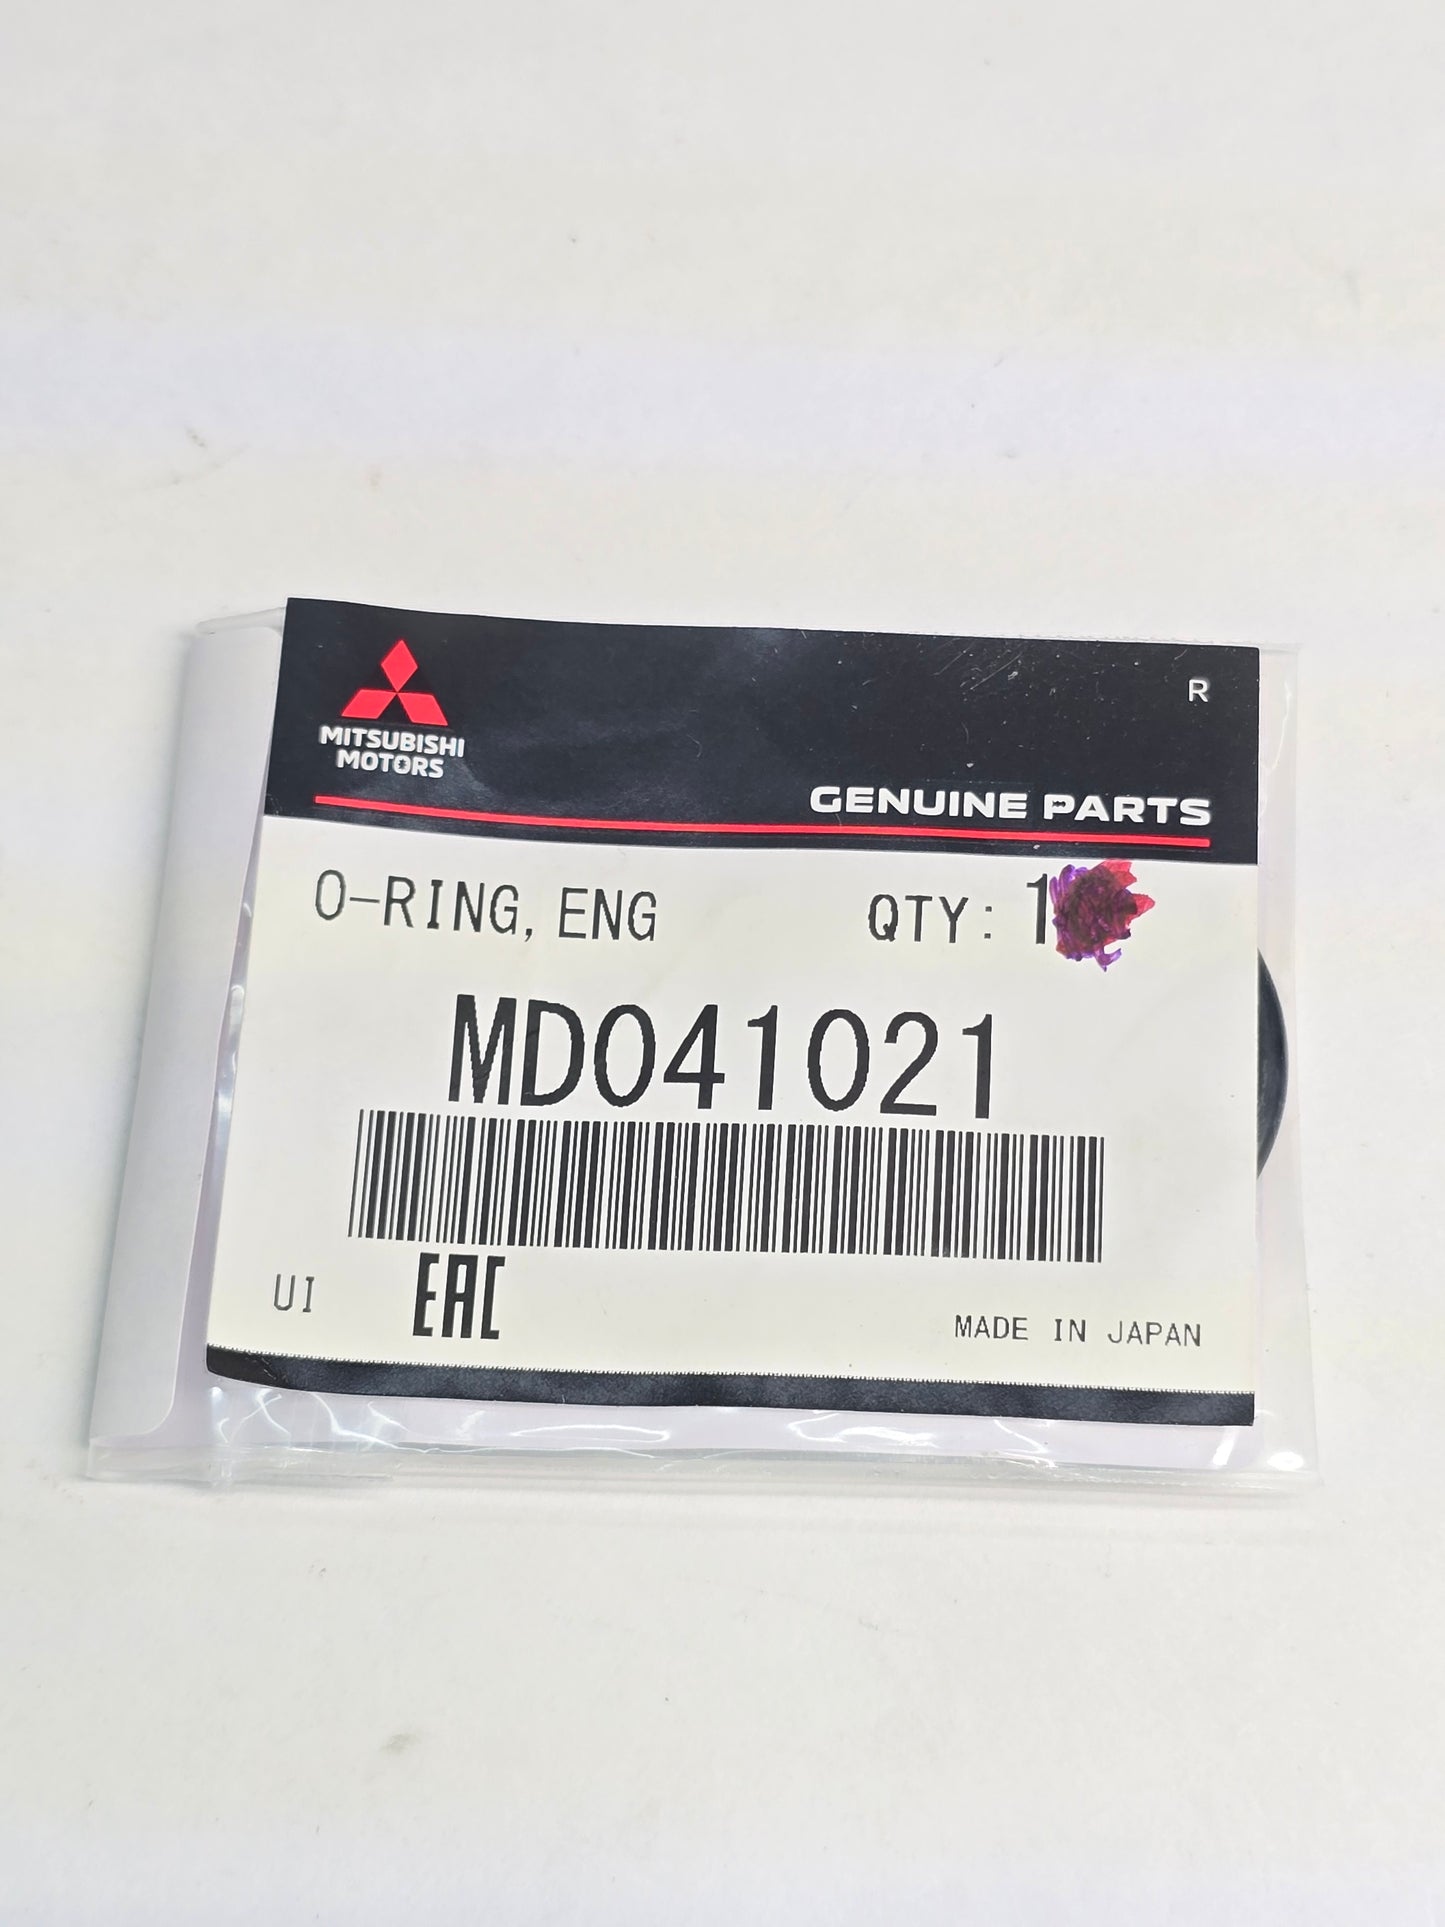 R
MITSUBISHI
MOTORS
GENUINE PARTS
O-RING, ENG QTY: 1
MD041021
UI EAC MADE IN JAPAN